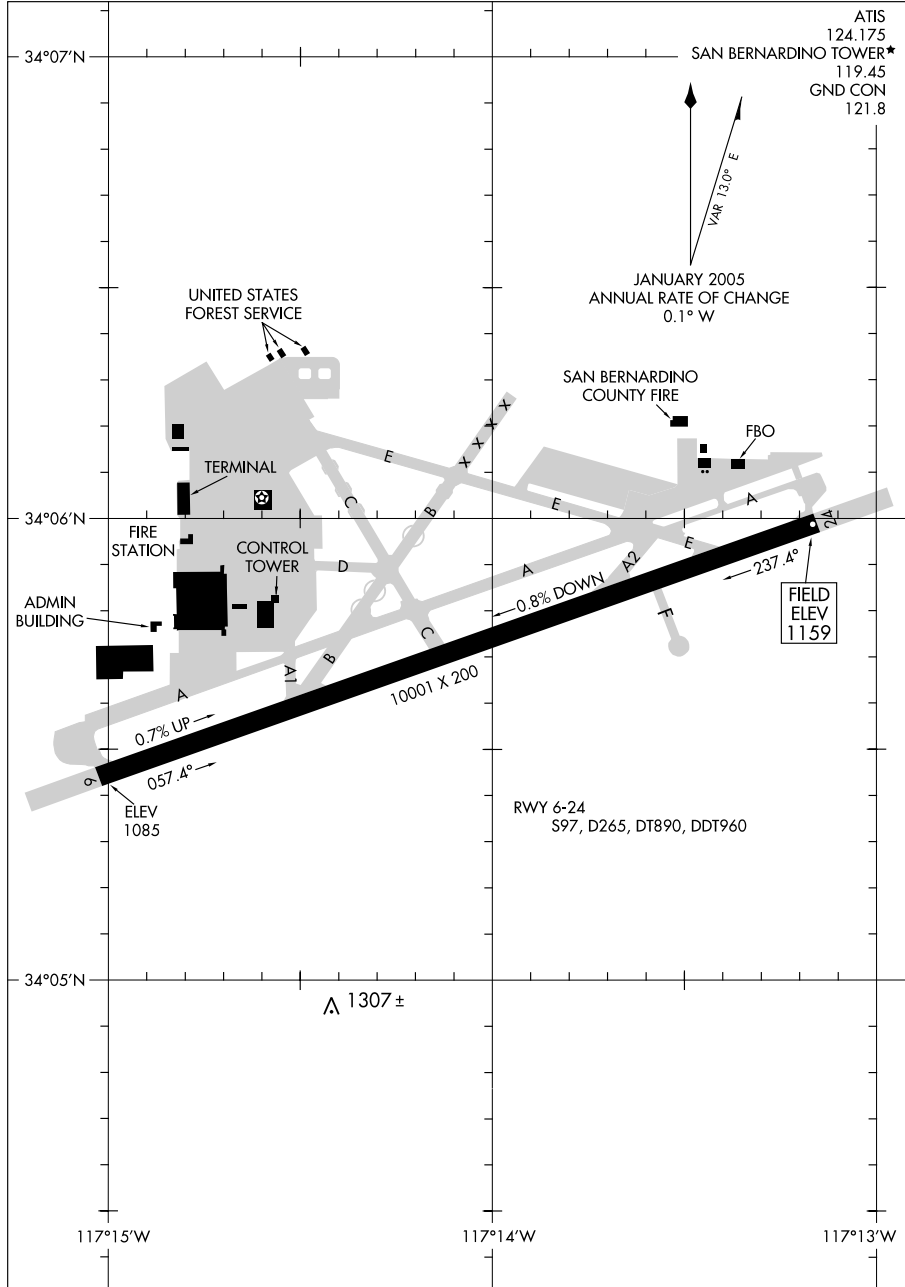 ATIS
124.175
34°07'N
SAN BERNARDINO TOWER★
119.45
GND CON
121.8
VAR 13.0° E
JANUARY 2005
ANNUAL RATE OF CHANGE
0.1° W
UNITED STATES
FOREST SERVICE
SAN BERNARDINO
COUNTY FIRE
FBO
TERMINAL
E
X
X
X
X
C
B
E
A
34°06'N
24
FIRE
STATION
CONTROL
TOWER
D
A
A2
E
237.4°
0.8% DOWN
FIELD
ELEV
1159
ADMIN
BUILDING
F
C
B
A1
10001 X 200
A
0.7% UP
057.4°
6
ELEV
1085
RWY 6-24
S97, D265, DT890, DDT960
34°05'N
1307 ±
117°15'W
117°14'W
117°13'W